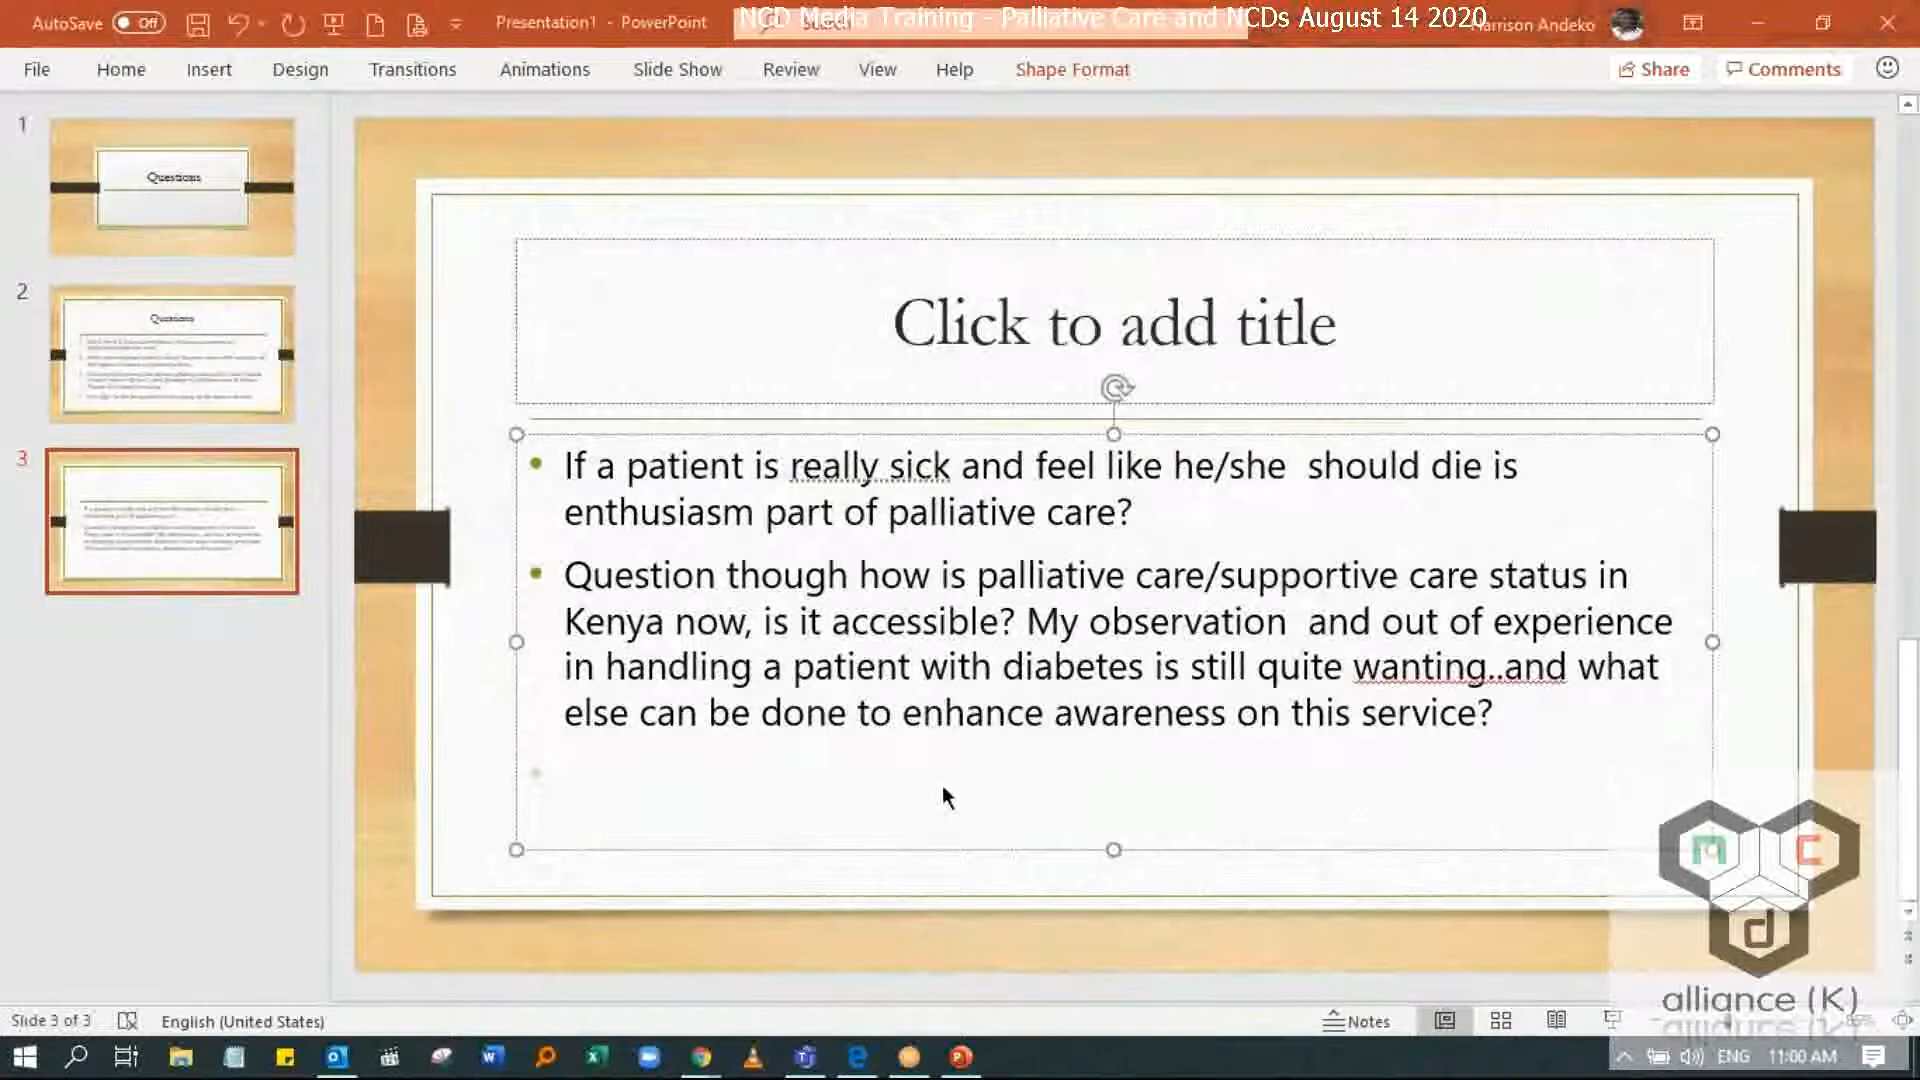 AutoSave Off Presentation1 - PowerPoint
NCD Media Training - Palliative Care and NCDs August 14 2020
Harrison Andeko
File Home Insert Design Transitions Animations Slide Show Review View Help Shape Format Share Comments
1
Questions
2
Questions
3
Click to add title
If a patient is really sick and feel like he/she should die is
enthusiasm part of palliative care?
Question though how is palliative care/supportive care status in
Kenya now, is it accessible? My observation and out of experience
in handling a patient with diabetes is still quite wanting..and what
else can be done to enhance awareness on this service?
n c
d
alliance (K)
Slide 3 of 3 English (United States) Notes
ENG 11:00 AM